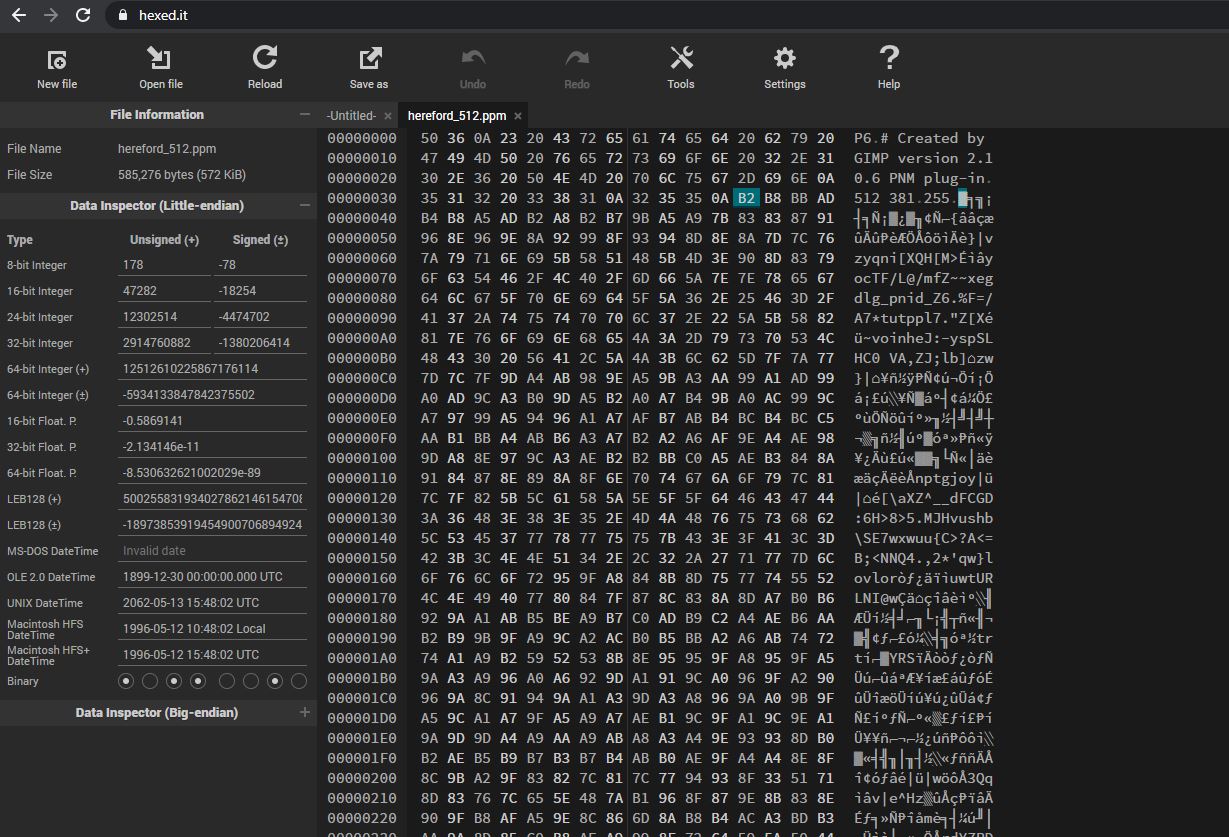 hexed.it
New file Open file Reload Save as Undo Redo Tools Settings Help
File Information
File Name hereford_512.ppm
File Size 585,276 bytes (572 KiB)
Data Inspector (Little-endian)
Type Unsigned (+) Signed (±)
8-bit Integer 178 -78
16-bit Integer 47282 -18254
24-bit Integer 12302514 -4474702
32-bit Integer 2914760882 -1380206414
64-bit Integer (+) 12512610225867176114
64-bit Integer (±) -5934133847842375502
16-bit Float. P. -0.5869141
32-bit Float. P. -2.134146e-11
64-bit Float. P. -8.530632621002029e-89
LEB128 (+)
LEB128 (±)
MS-DOS DateTime Invalid date
OLE 2.0 DateTime 1899-12-30 00:00:00.000 UTC
UNIX DateTime 2062-05-13 15:48:02 UTC
Macintosh HFS DateTime 1996-05-12 10:48:02 Local
Macintosh HFS+ DateTime 1996-05-12 15:48:02 UTC
Binary
Data Inspector (Big-endian)
-Untitled- × hereford_512.ppm ×
00000000 50 36 0A 23 20 43 72 65 61 74 65 64 20 62 79 20 P6.# Created by
00000010 47 49 4D 50 20 76 65 72 73 69 6F 6E 20 32 2E 31 GIMP version 2.1
00000020 30 2E 36 20 50 4E 4D 20 70 6C 75 67 2D 69 6E 0A 0.6 PNM plug-in.
00000030 35 31 32 20 33 38 31 0A 32 35 35 0A B2 B8 BB AD 512 381.255.
00000040 B4 B8 A5 AD B2 A8 B2 B7 9B A5 A9 7B 83 83 87 91
00000050 96 8E 96 9E 8A 92 99 8F 93 94 8D 8E 8A 7D 7C 76
00000060 7A 79 71 6E 69 5B 58 51 48 5B 4D 3E 90 8D 83 79
00000070 6F 63 54 46 2F 4C 40 2F 6D 66 5A 7E 7E 78 65 67 ocTF/L@/mfZ~~xeg
00000080 64 6C 67 5F 70 6E 69 64 5F 5A 36 2E 25 46 3D 2F dlg_pnid_Z6.%F=/
00000090 41 37 2A 74 75 74 70 70 6C 37 2E 22 5A 5B 58 82 A7*tutppl7."Z[Xé
000000A0 81 7E 76 6F 69 6E 68 65 4A 3A 2D 79 73 70 53 4C ü~voinheJ:-yspSL
000000B0 48 43 30 20 56 41 2C 5A 4A 3B 6C 62 5D 7F 7A 77
000000C0 7D 7C 7F 9D A4 AB 98 9E A5 9B A3 AA 99 A1 AD 99
000000D0 A0 AD 9C A3 B0 9D A5 B2 A0 A7 B4 9B A0 AC 99 9C
000000E0 A7 97 99 A5 94 96 A1 A7 AF B7 AB B4 BC B4 BC C5
000000F0 AA B1 BB A4 AB B6 A3 A7 B2 A2 A6 AF 9E A4 AE 98
00000100 9D A8 8E 97 9C A3 AE B2 B2 BB C0 A5 AE B3 84 8A
00000110 91 84 87 8E 89 8A 8F 6E 70 74 67 6A 6F 79 7C 81
00000120 7C 7F 82 5B 5C 61 58 5A 5E 5F 5F 64 46 43 47 44
00000130 3A 36 48 3E 38 3E 35 2E 4D 4A 48 76 75 73 68 62 :6H>8>5.MJHvushb
00000140 5C 53 45 37 77 78 77 75 75 7B 43 3E 3F 41 3C 3D \SE7wxwuu{C>?A<=
00000150 42 3B 3C 4E 4E 51 34 2E 2C 32 2A 27 71 77 7D 6C B;<NNQ4.,2*'qw}l
00000160 6F 76 6C 6F 72 95 9F A8 84 8B 8D 75 77 74 55 52 ovloròƒ¿äïìuwtUR
00000170 4C 4E 49 40 77 80 84 7F 87 8C 83 8A 8D A7 B0 B6
00000180 92 9A A1 AB B5 BE A9 B7 C0 AD B9 C2 A4 AE B6 AA
00000190 B2 B9 9B 9F A9 9C A2 AC B0 B5 BB A2 A6 AB 74 72
000001A0 74 A1 A9 B2 59 52 53 8B 8E 95 95 9F A8 95 9F A5
000001B0 9A A3 A9 96 A0 A6 92 9D A1 91 9C A0 96 9F A2 90
000001C0 96 9A 8C 91 94 9A A1 A3 9D A3 A8 96 9A A0 9B 9F
000001D0 A5 9C A1 A7 9F A5 A9 A7 AE B1 9C 9F A1 9C 9E A1
000001E0 9A 9D 9D A4 A9 AA A9 AB A8 A3 A4 9E 93 93 8D B0
000001F0 B2 AE B5 B9 B7 B3 B7 B4 AB B0 AE 9F A4 A4 8E 8F
00000200 8C 9B A2 9F 83 82 7C 81 7C 77 94 93 8F 33 51 71
00000210 8D 83 76 7C 65 5E 48 7A B1 96 8F 87 9E 8B 83 8E
00000220 90 9F B8 AF A5 9E 8C 86 6D 8A B8 B4 AC A3 BD B3